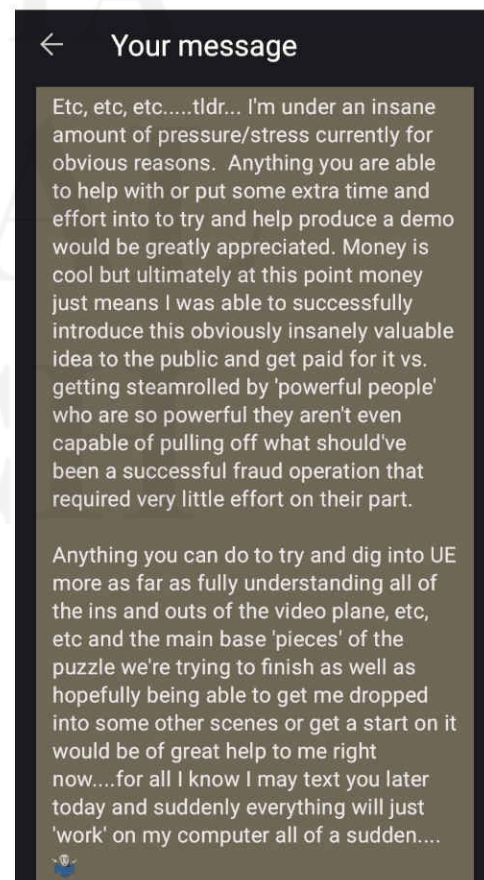 Your message
Etc, etc, etc.....tldr... I'm under an insane
amount of pressure/stress currently for
obvious reasons.  Anything you are able
to help with or put some extra time and
effort into to try and help produce a demo
would be greatly appreciated. Money is
cool but ultimately at this point money
just means I was able to successfully
introduce this obviously insanely valuable
idea to the public and get paid for it vs.
getting steamrolled by 'powerful people'
who are so powerful they aren't even
capable of pulling off what should've
been a successful fraud operation that
required very little effort on their part.

Anything you can do to try and dig into UE
more as far as fully understanding all of
the ins and outs of the video plane, etc,
etc and the main base 'pieces' of the
puzzle we're trying to finish as well as
hopefully being able to get me dropped
into some other scenes or get a start on it
would be of great help to me right
now....for all I know I may text you later
today and suddenly everything will just
'work' on my computer all of a sudden....